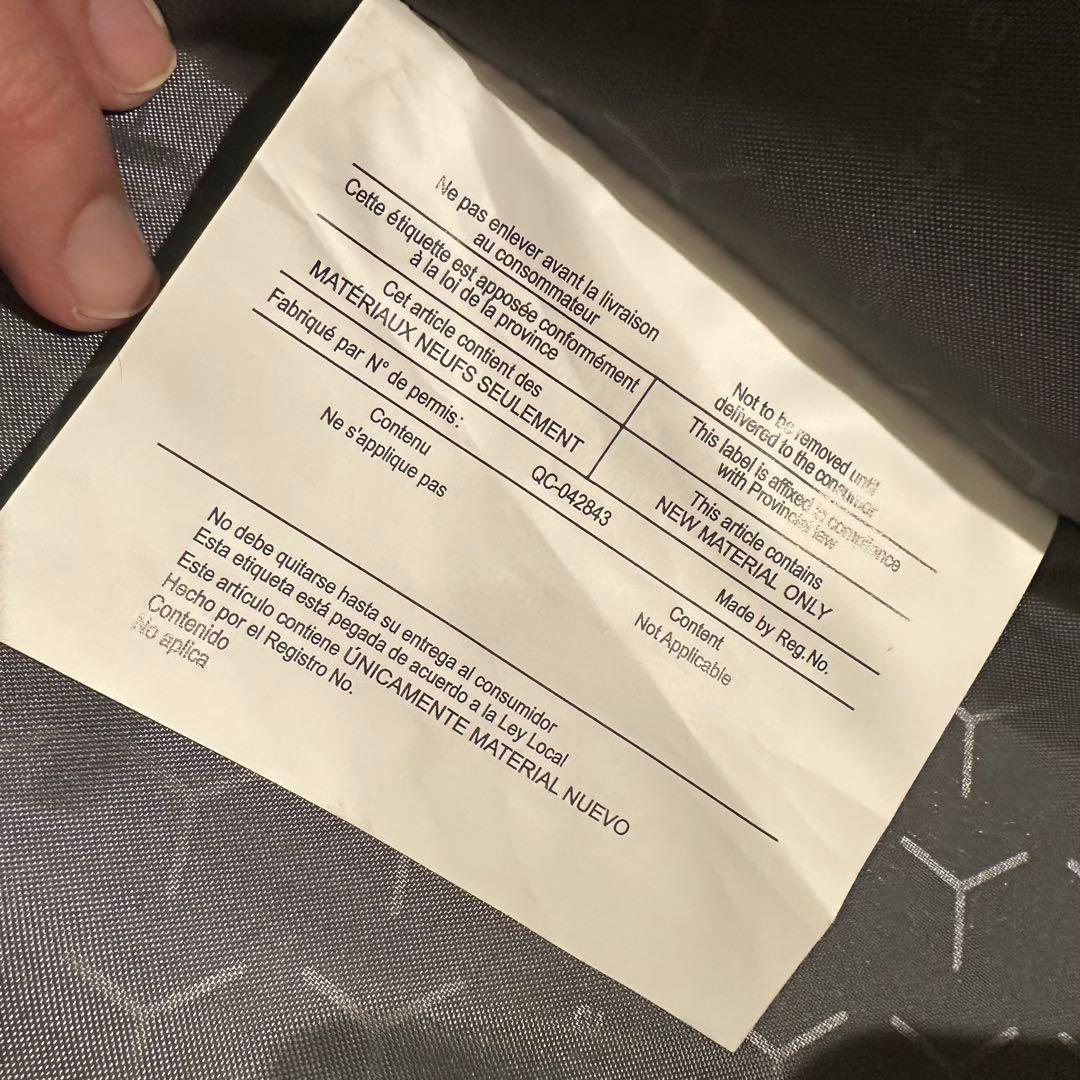 Ne pas enlever avant la livraison
au consommateur
Cette étiquette est apposée conformément
à la loi de la province
Cet article contient des
MATÉRIAUX NEUFS SEULEMENT
Not to be removed until
delivered to the consumer
This label is affixed in compliance
with Provincial law
This article contains
NEW MATERIAL ONLY
Fabriqué par N° de permis:
QC-042843
Made by Reg.No.
Contenu
Ne s'applique pas
Content
Not Applicable
No debe quitarse hasta su entrega al consumidor
Esta etiqueta está pegada de acuerdo a la Ley Local
Este artículo contiene ÚNICAMENTE MATERIAL NUEVO
Hecho por el Registro No.
Contenido
No aplica